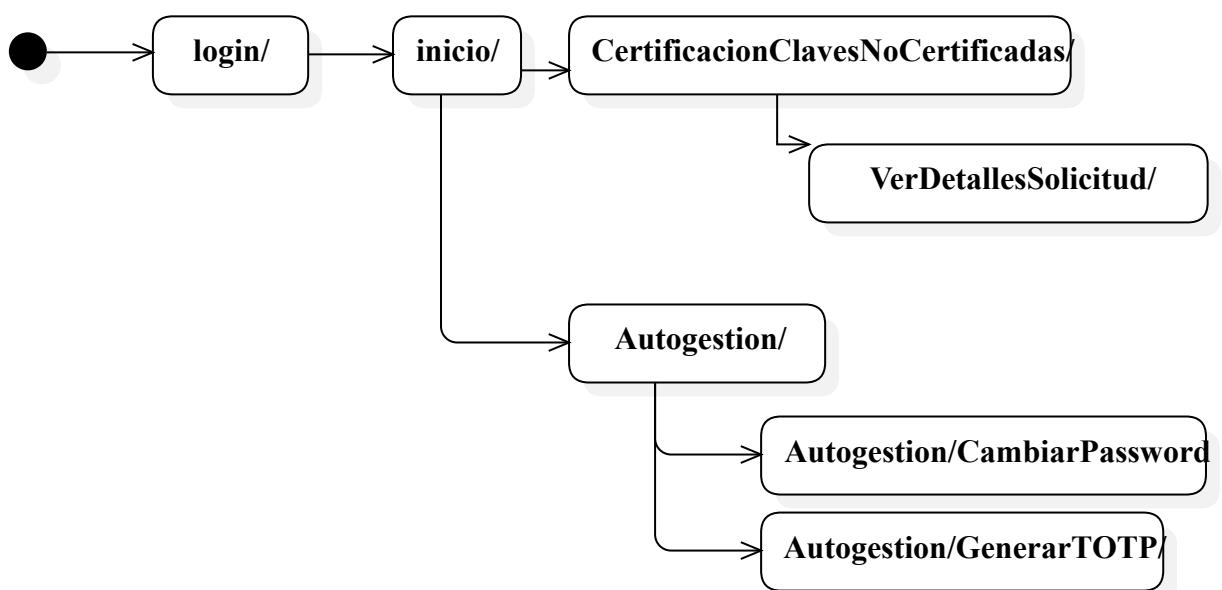 login/
inicio/
CertificacionClavesNoCertificadas/
VerDetallesSolicitud/
Autogestion/
Autogestion/CambiarPassword
Autogestion/GenerarTOTP/